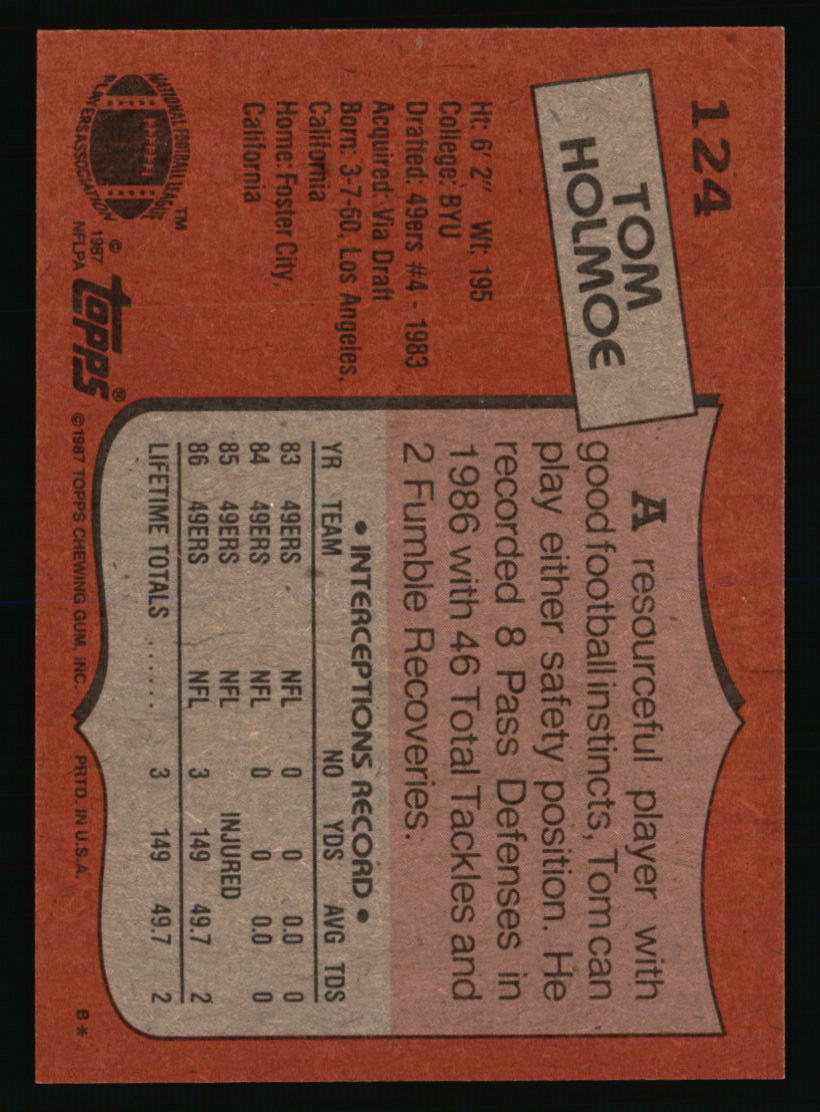 124
TOM
HOLMOE
Ht: 6' 2" Wt: 195
College: BYU
Drafted: 49ers #4 - 1983
Acquired: Via Draft
Born: 3-7-60, Los Angeles,
California
Home: Foster City,
California
NATIONAL FOOTBALL LEAGUE
PLAYERS ASSOCIATION
TM
© 1987
NFLPA
topps®
A resourceful player with
good football instincts, Tom can
play either safety position. He
recorded 8 Pass Defenses in
1986 with 46 Total Tackles and
2 Fumble Recoveries.
• INTERCEPTIONS RECORD •
YR TEAM NO YDS AVG TDS
83 49ERS NFL 0 0 0.0 0
84 49ERS NFL 0 0 0.0 0
85 49ERS NFL INJURED
86 49ERS NFL 3 149 49.7 2
LIFETIME TOTALS ...... 3 149 49.7 2
©1987 TOPPS CHEWING GUM, INC. PRTD. IN U.S.A. B*